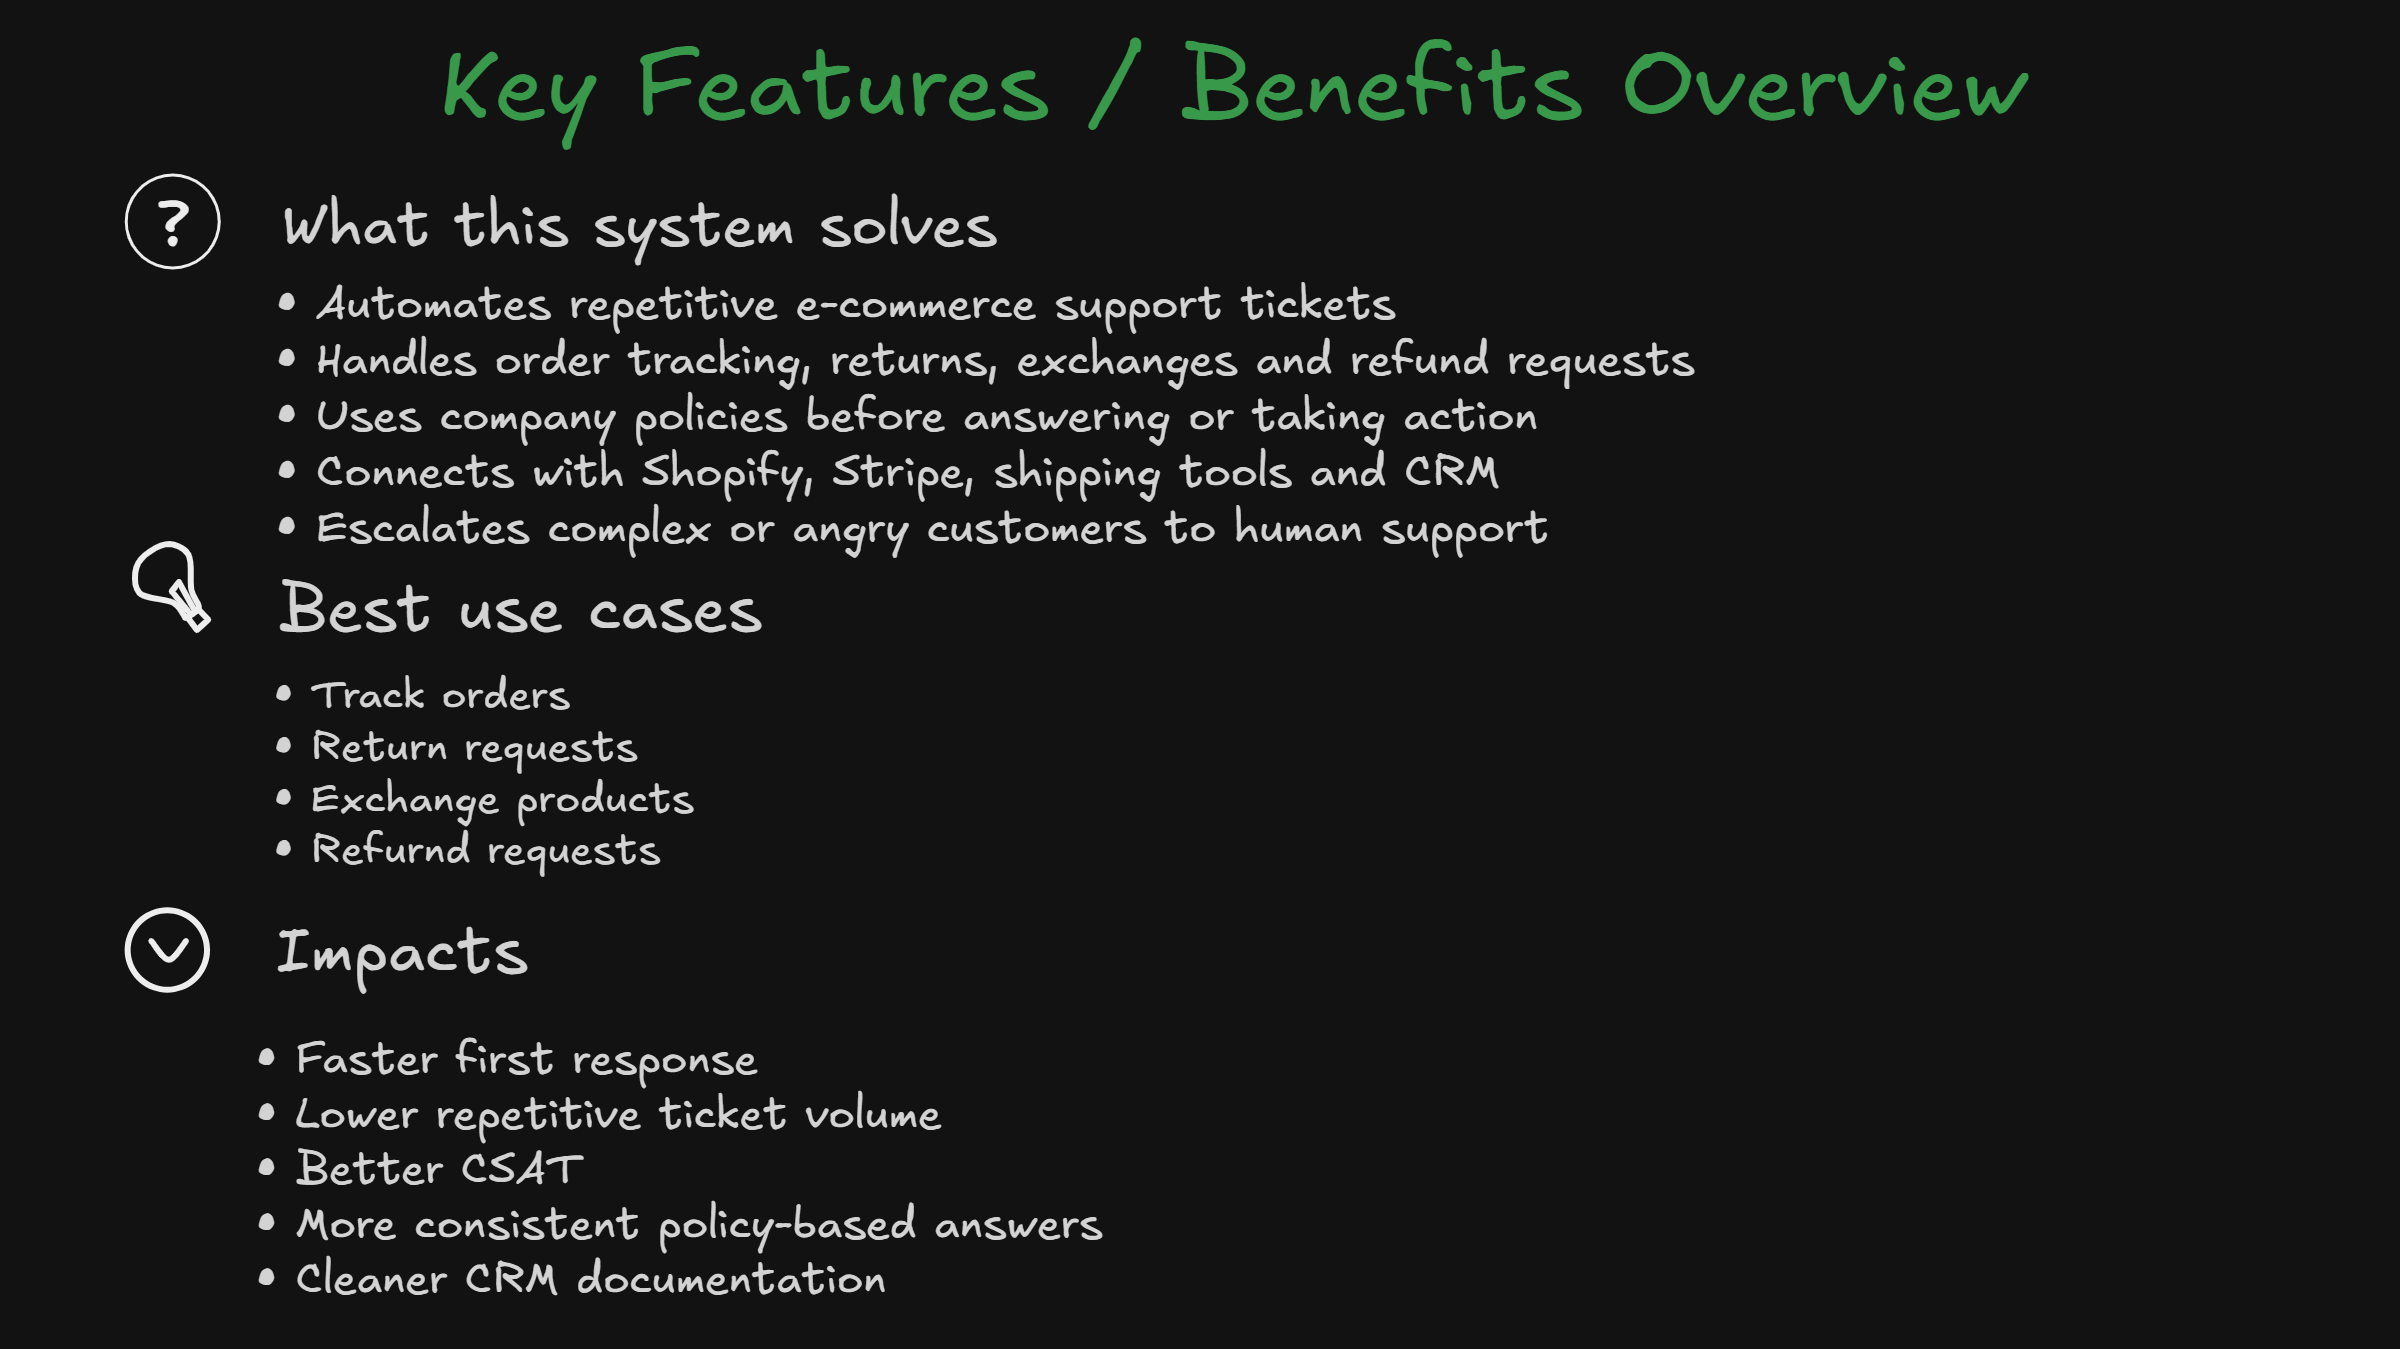 Key Features / Benefits Overview
?
What this system solves
• Automates repetitive e-commerce support tickets
• Handles order tracking, returns, exchanges and refund requests
• Uses company policies before answering or taking action
• Connects with Shopify, Stripe, shipping tools and CRM
• Escalates complex or angry customers to human support
Best use cases
• Track orders
• Return requests
• Exchange products
• Refurnd requests
Impacts
• Faster first response
• Lower repetitive ticket volume
• Better CSAT
• More consistent policy-based answers
• Cleaner CRM documentation